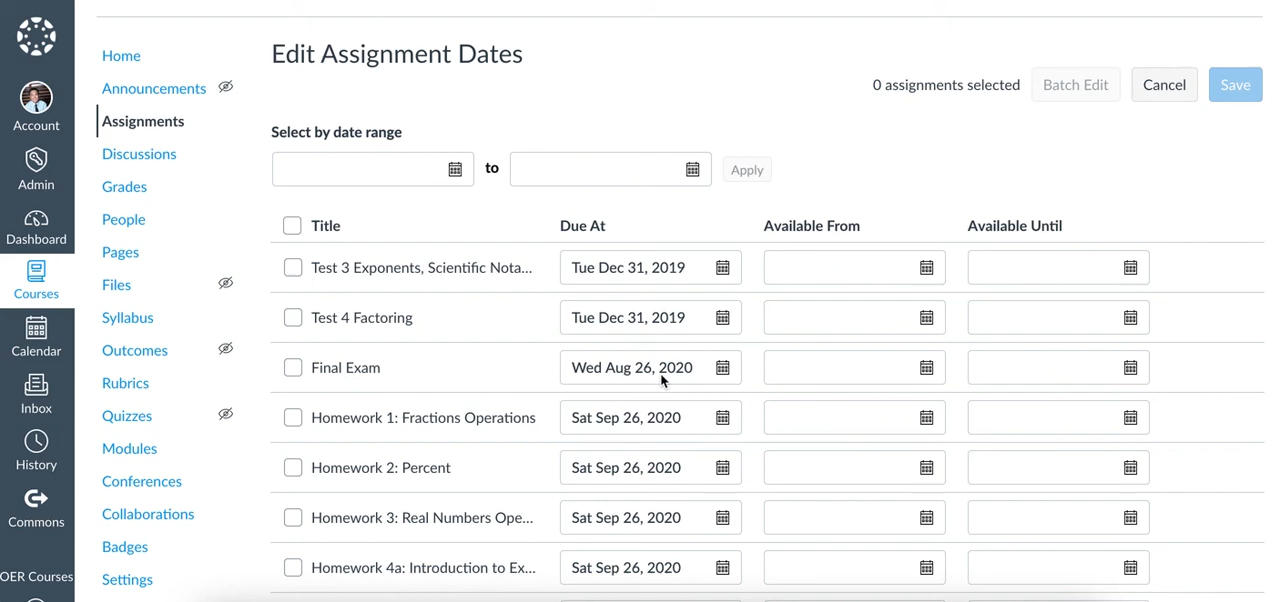 Account
Admin
Dashboard
Courses
Calendar
Inbox
History
Commons
OER Courses
Home
Announcements
Assignments
Discussions
Grades
People
Pages
Files
Syllabus
Outcomes
Rubrics
Quizzes
Modules
Conferences
Collaborations
Badges
Settings
Edit Assignment Dates
0 assignments selected Batch Edit Cancel Save
Select by date range
to Apply
Title Due At Available From Available Until
Test 3 Exponents, Scientific Nota... Tue Dec 31, 2019
Test 4 Factoring Tue Dec 31, 2019
Final Exam Wed Aug 26, 2020
Homework 1: Fractions Operations Sat Sep 26, 2020
Homework 2: Percent Sat Sep 26, 2020
Homework 3: Real Numbers Ope... Sat Sep 26, 2020
Homework 4a: Introduction to Ex... Sat Sep 26, 2020